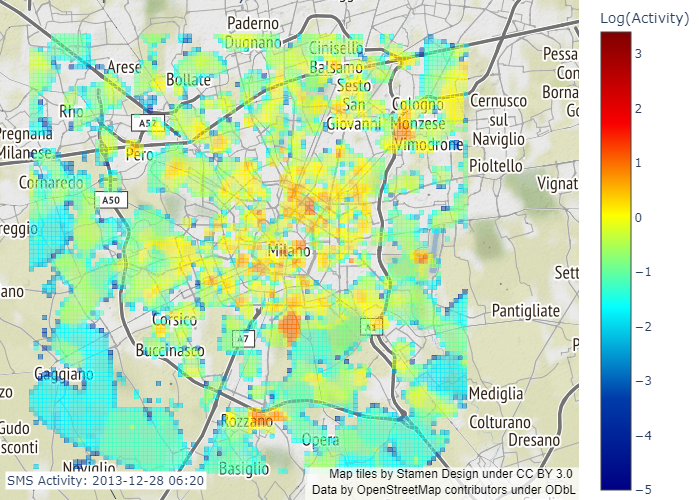 Paderno
Dugnano
Cinisello
Balsamo
Arese
Bollate
Sesto
San
Giovanni
Cologno
Monzese
Vimodrone
Cernusco
sul
Naviglio
Pioltello
Pessa
Con
Borna
Go
Vignat
Rho
A52
Pregnana
Milanese
Pero
Cornaredo
A50
reggio
Milano
Sett
ano
Pantigliate
Corsico
A7
A1
Buccinasco
P
Gaggiano
zo
Mediglia
Rozzano
Colturano
Gudo
sconti
Opera
Dresano
Noviglio
Basiglio
SMS Activity: 2013-12-28 06:20
Map tiles by Stamen Design under CC BY 3.0
Data by OpenStreetMap contributors under ODbL
Log(Activity)
3
2
1
0
−1
−2
−3
−4
−5